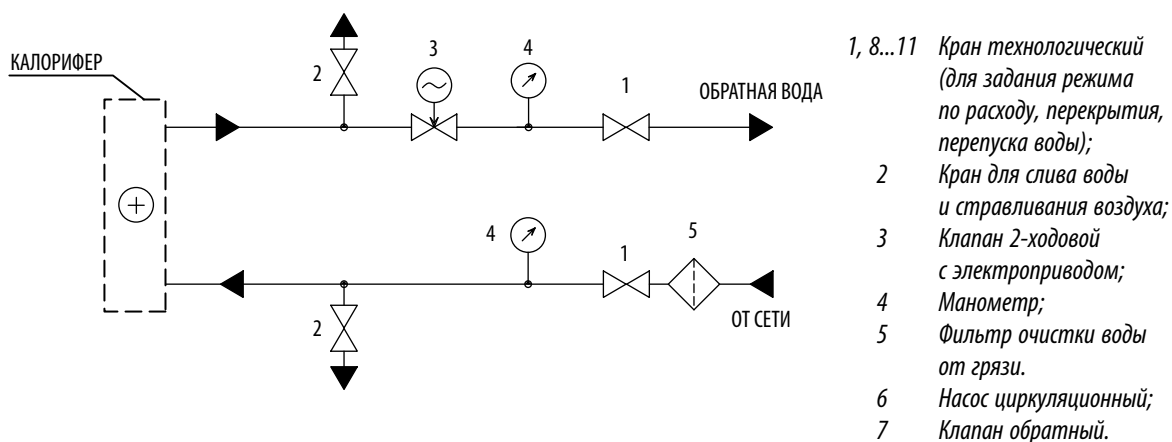 КАЛОРИФЕР
2
3
4
1
ОБРАТНАЯ ВОДА
4
1
5
2
ОТ СЕТИ
1, 8...11 Кран технологический
(для задания режима
по расходу, перекрытия,
перепуска воды);
2 Кран для слива воды
и стравливания воздуха;
3 Клапан 2-ходовой
с электроприводом;
4 Манометр;
5 Фильтр очистки воды
от грязи.
6 Насос циркуляционный;
7 Клапан обратный.